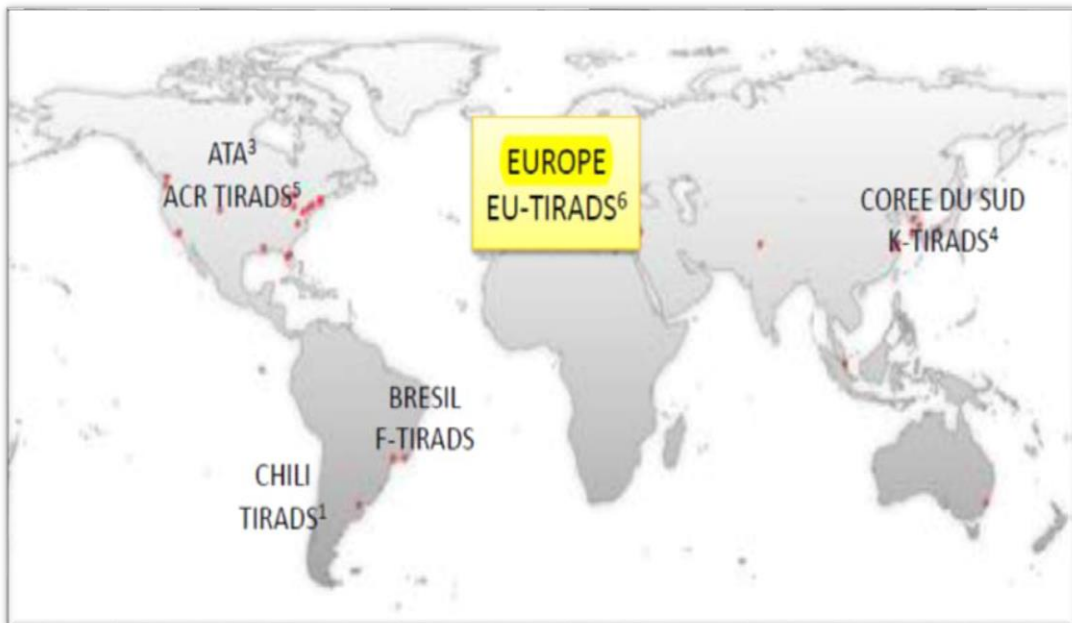 ATA³
ACR TIRADS⁵
EUROPE
EU-TIRADS⁶
COREE DU SUD
K-TIRADS⁴
BRESIL
F-TIRADS
CHILI
TIRADS¹